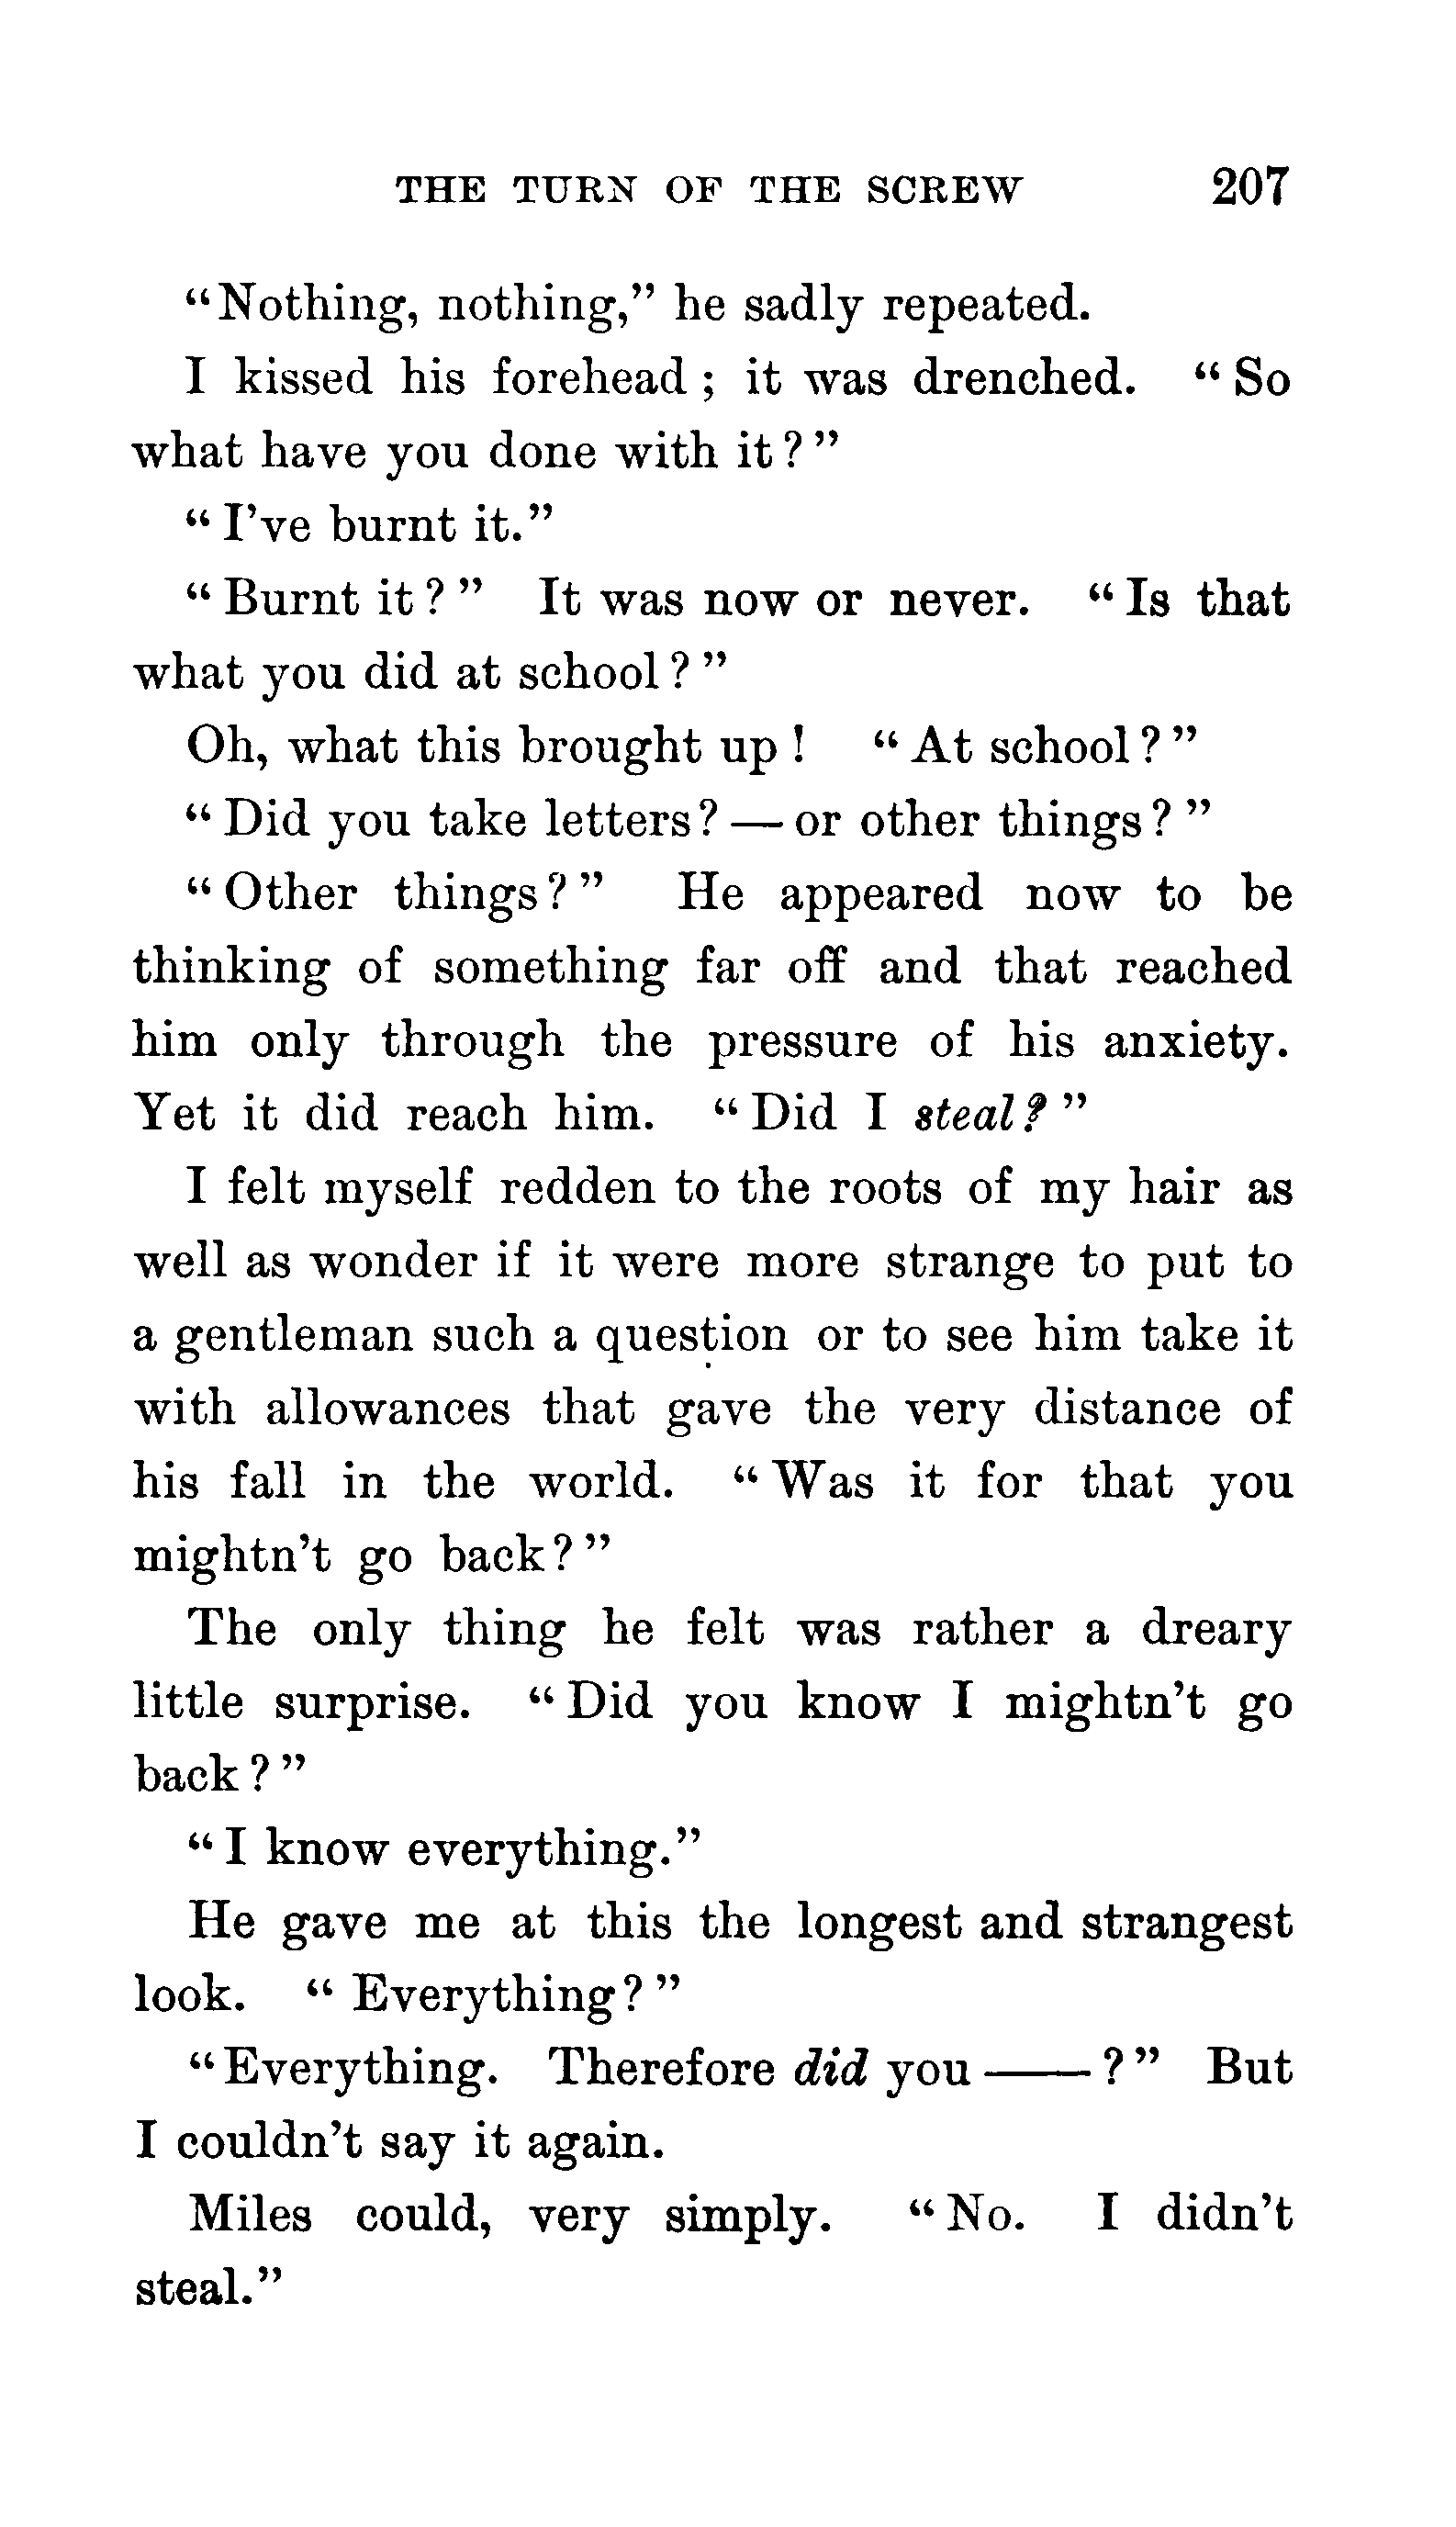 THE TURN OF THE SCREW 207
“Nothing, nothing,” he sadly repeated.
I kissed his forehead; it was drenched. “So
what have you done with it?”
“I’ve burnt it.”
“Burnt it?” It was now or never. “Is that
what you did at school?”
Oh, what this brought up! “At school?”
“Did you take letters?—or other things?”
“Other things?” He appeared now to be
thinking of something far off and that reached
him only through the pressure of his anxiety.
Yet it did reach him. “Did I steal?”
I felt myself redden to the roots of my hair as
well as wonder if it were more strange to put to
a gentleman such a question or to see him take it
with allowances that gave the very distance of
his fall in the world. “Was it for that you
mightn’t go back?”
The only thing he felt was rather a dreary
little surprise. “Did you know I mightn’t go
back?”
“I know everything.”
He gave me at this the longest and strangest
look. “Everything?”
“Everything. Therefore did you——?” But
I couldn’t say it again.
Miles could, very simply. “No. I didn’t
steal.”